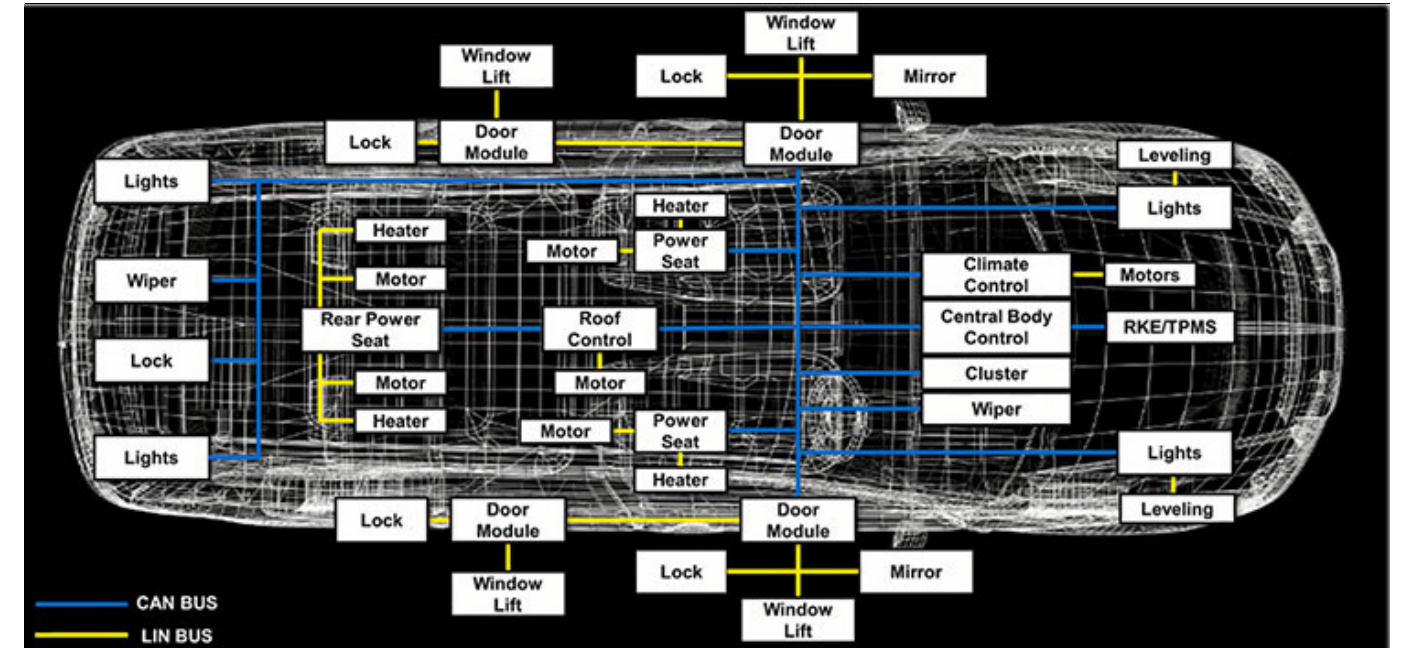 Window
Lift
Window
Lift
Lock
Mirror
Lock
Door
Module
Door
Module
Leveling
Lights
Heater
Lights
Heater
Motor
Power
Seat
Wiper
Motor
Climate
Control
Motors
Rear Power
Seat
Roof
Control
Central Body
Control
RKE/TPMS
Lock
Motor
Motor
Cluster
Heater
Wiper
Motor
Power
Seat
Lights
Lights
Heater
Leveling
Lock
Door
Module
Door
Module
Lock
Mirror
Window
Lift
Window
Lift
CAN BUS
LIN BUS